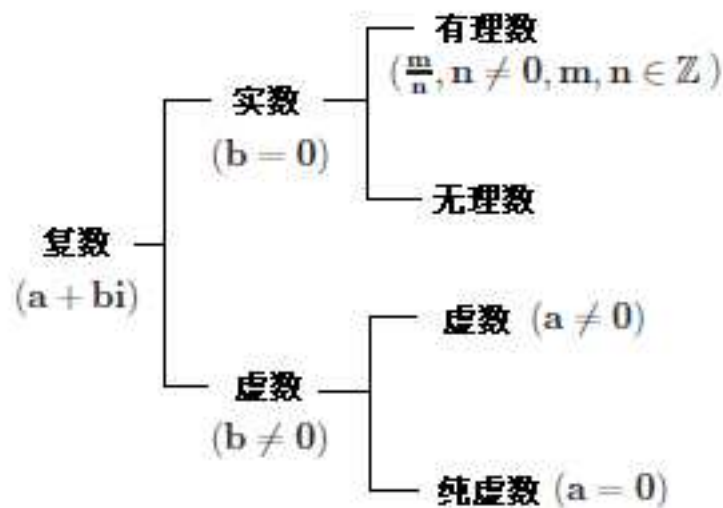 有理数
(m/n, n ≠ 0, m, n ∈ ℤ)
实数
(b = 0)
无理数
复数
(a + bi)
虚数 (a ≠ 0)
虚数
(b ≠ 0)
纯虚数 (a = 0)